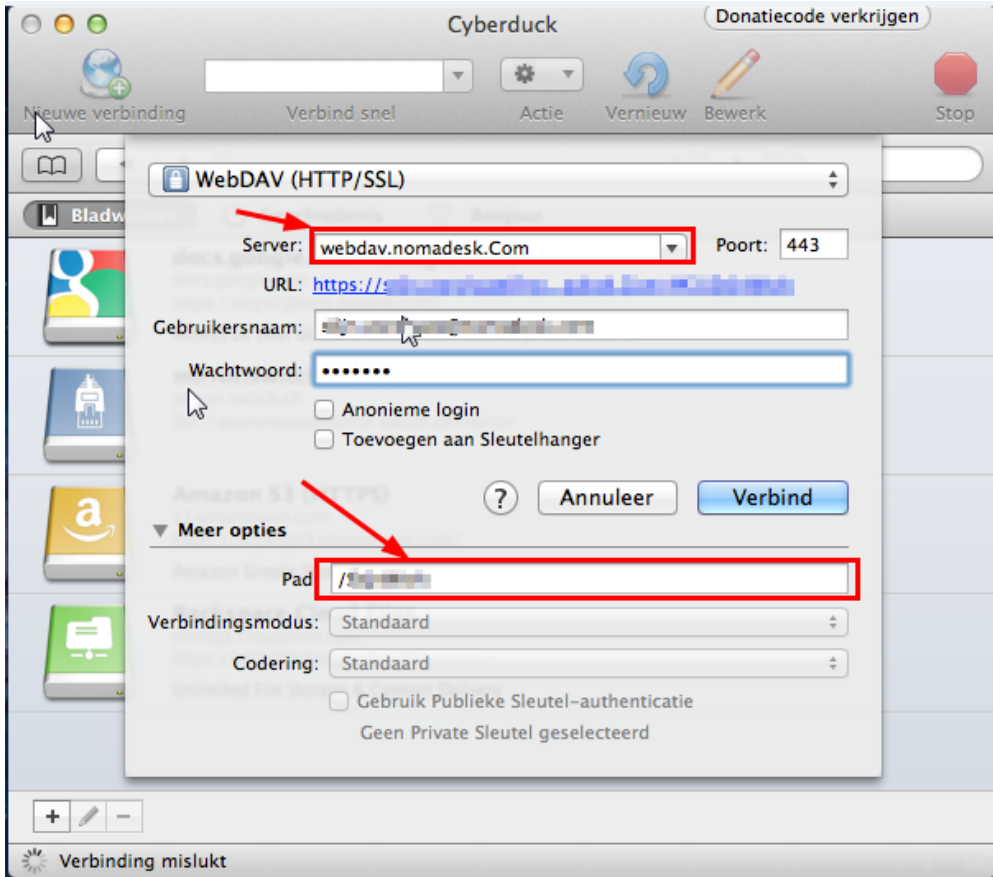 Cyberduck
Donatiecode verkrijgen
Nieuwe verbinding
Verbind snel
Actie
Vernieuw
Bewerk
Stop
WebDAV (HTTP/SSL)
Server: webdav.nomadesk.Com
Poort: 443
URL: https://s
Gebruikersnaam:
Wachtwoord: •••••••
Anonieme login
Toevoegen aan Sleutelhanger
? Annuleer Verbind
Meer opties
Pad /S
Verbindingsmodus: Standaard
Codering: Standaard
Gebruik Publieke Sleutel-authenticatie
Geen Private Sleutel geselecteerd
Verbinding mislukt